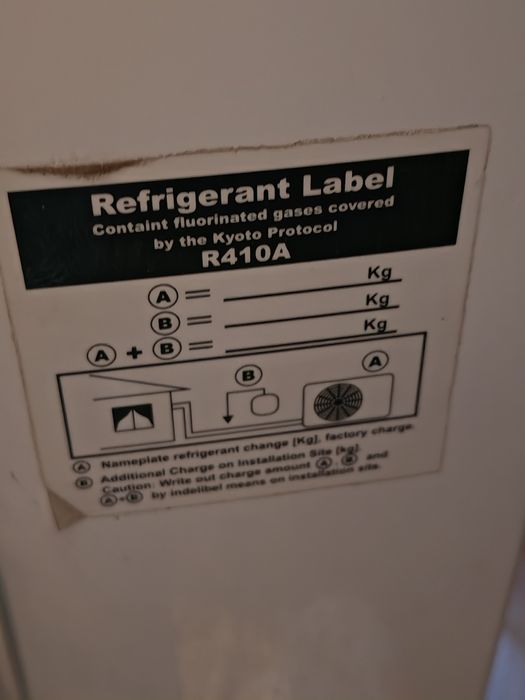 Refrigerant Label
Containt fluorinated gases covered
by the Kyoto Protocol
R410A
A = Kg
B = Kg
A + B = Kg
B
A
A Nameplate refrigerant change [Kg], factory charge.
B Additional Charge on Installation Site [kg].
Caution: Write out charge amount A, B and
A+B by indelibel means on installation site.